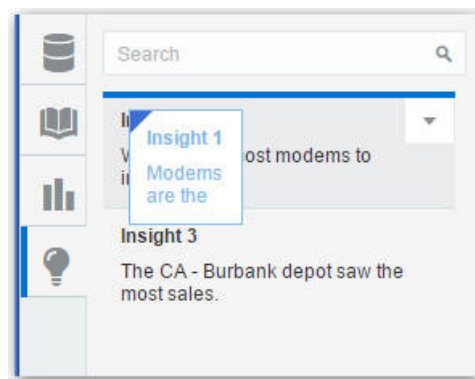 Search
Insight 1
Modems
are the
ost modems to
Insight 3
The CA - Burbank depot saw the
most sales.